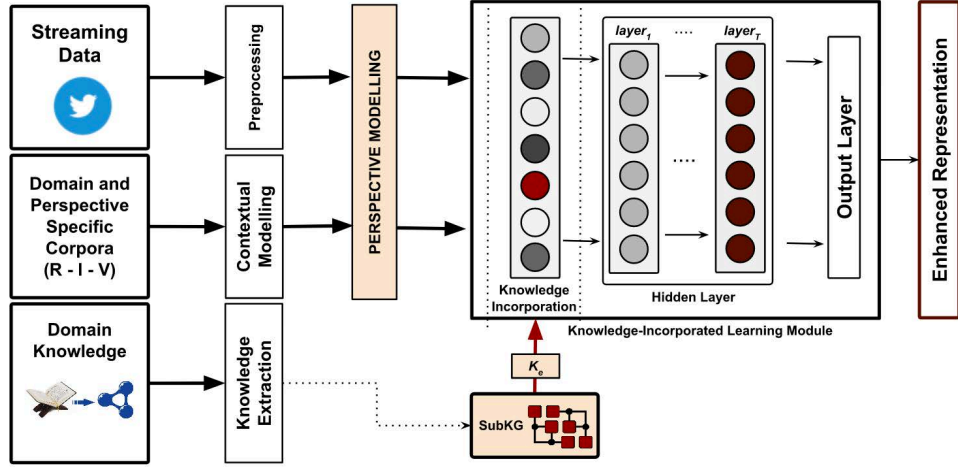 Streaming
Data
Preprocessing
PERSPECTIVE MODELLING
Domain and
Perspective
Specific
Corpora
(R - I - V)
Contextual
Modelling
Domain
Knowledge
Knowledge
Extraction
layer1
....
layerT
....
Knowledge
Incorporation
Hidden Layer
Output Layer
Knowledge-Incorporated Learning Module
Ke
SubKG
Enhanced Representation